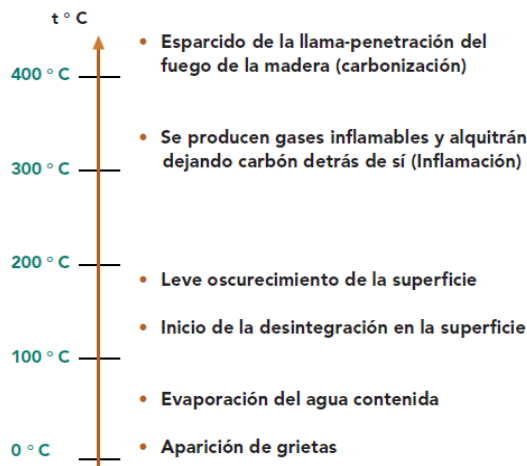 t ° C
• Esparcido de la llama-penetración del
fuego de la madera (carbonización)
400 ° C
• Se producen gases inflamables y alquitrán
dejando carbón detrás de sí (Inflamación)
300 ° C
200 ° C
• Leve oscurecimiento de la superficie
• Inicio de la desintegración en la superficie
100 ° C
• Evaporación del agua contenida
• Aparición de grietas
0 ° C